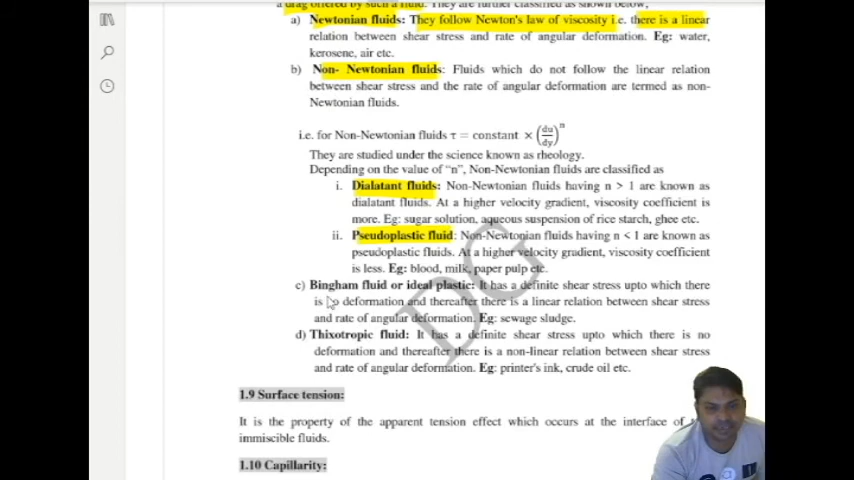 a drag offered by such a fluid. They are further classified as shown below,
a) Newtonian fluids: They follow Newton's law of viscosity i.e. there is a linear
relation between shear stress and rate of angular deformation. Eg: water,
kerosene, air etc.
b) Non- Newtonian fluids: Fluids which do not follow the linear relation
between shear stress and the rate of angular deformation are termed as non-
Newtonian fluids.
i.e. for Non-Newtonian fluids τ = constant × (du/dy)^n
They are studied under the science known as rheology.
Depending on the value of "n", Non-Newtonian fluids are classified as
i. Dialatant fluids: Non-Newtonian fluids having n > 1 are known as
dialatant fluids. At a higher velocity gradient, viscosity coefficient is
more. Eg: sugar solution, aqueous suspension of rice starch, ghee etc.
ii. Pseudoplastic fluid: Non-Newtonian fluids having n < 1 are known as
pseudoplastic fluids. At a higher velocity gradient, viscosity coefficient
is less. Eg: blood, milk, paper pulp etc.
c) Bingham fluid or ideal plastic: It has a definite shear stress upto which there
is no deformation and thereafter there is a linear relation between shear stress
and rate of angular deformation. Eg: sewage sludge.
d) Thixotropic fluid: It has a definite shear stress upto which there is no
deformation and thereafter there is a non-linear relation between shear stress
and rate of angular deformation. Eg: printer's ink, crude oil etc.
1.9 Surface tension:
It is the property of the apparent tension effect which occurs at the interface of
immiscible fluids.
1.10 Capillarity:
DG